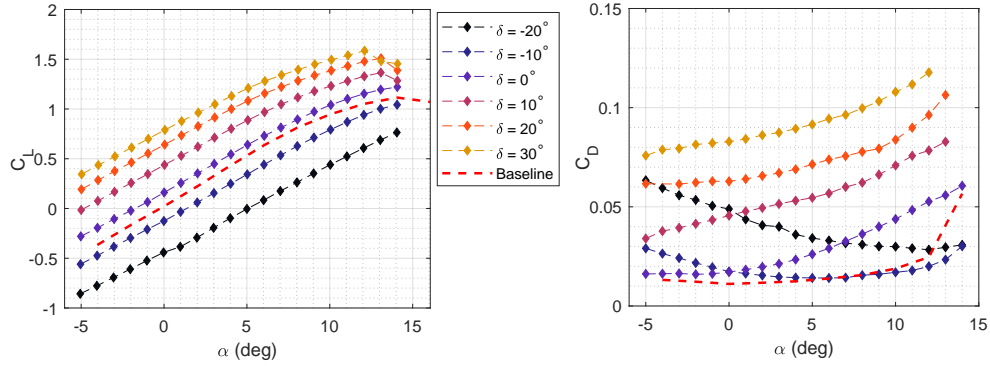 2
1.5
1
0.5
0
-0.5
-1
C_L
-5
0
5
10
15
α (deg)
δ = -20°
δ = -10°
δ = 0°
δ = 10°
δ = 20°
δ = 30°
Baseline
0.15
0.1
0.05
0
C_D
-5
0
5
10
15
α (deg)